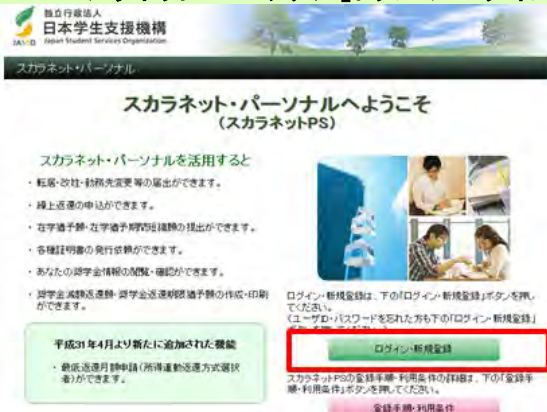 独立行政法人
日本学生支援機構
JASSO Japan Student Services Organization
スカラネット・パーソナル
スカラネット・パーソナルへようこそ
(スカラネットPS)
スカラネット・パーソナルを活用すると
・転居・改姓・勤務先変更等の届出ができます。
・繰上返還の申込ができます。
・在学猶予願・在学猶予期間短縮願の提出ができます。
・各種証明書の発行依頼ができます。
・あなたの奨学金情報の閲覧・確認ができます。
・奨学金減額返還願・奨学金返還期限猶予願の作成・印刷
ができます。
平成31年4月より新たに追加された機能
・最低返還月額申請(所得連動返還方式選択
者)ができます。
ログイン・新規登録は、下の「ログイン・新規登録」ボタンを押し
てください。
(ユーザID・パスワードを忘れた方も下の「ログイン・新規登録」
ログイン・新規登録
スカラネットPSの登録手順・利用条件の詳細は、下の「登録手
順・利用条件」ボタンを押してください。
登録手順・利用条件